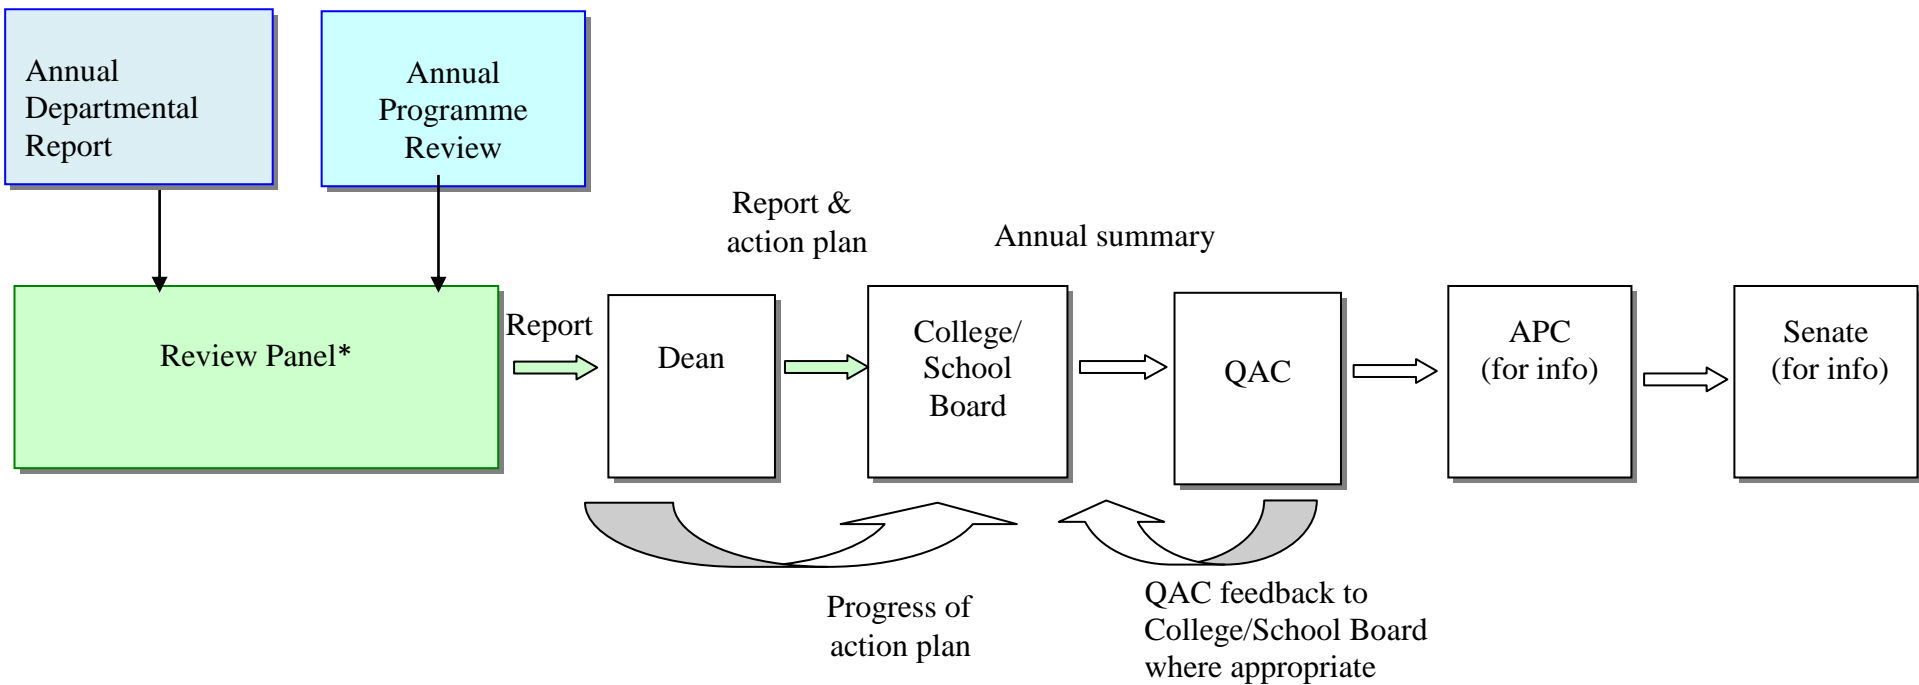 Annual
Departmental
Report
Annual
Programme
Review
Report &
action plan
Annual summary
Review Panel*
Report
Dean
College/
School
Board
QAC
APC
(for info)
Senate
(for info)
Progress of
action plan
QAC feedback to
College/School Board
where appropriate